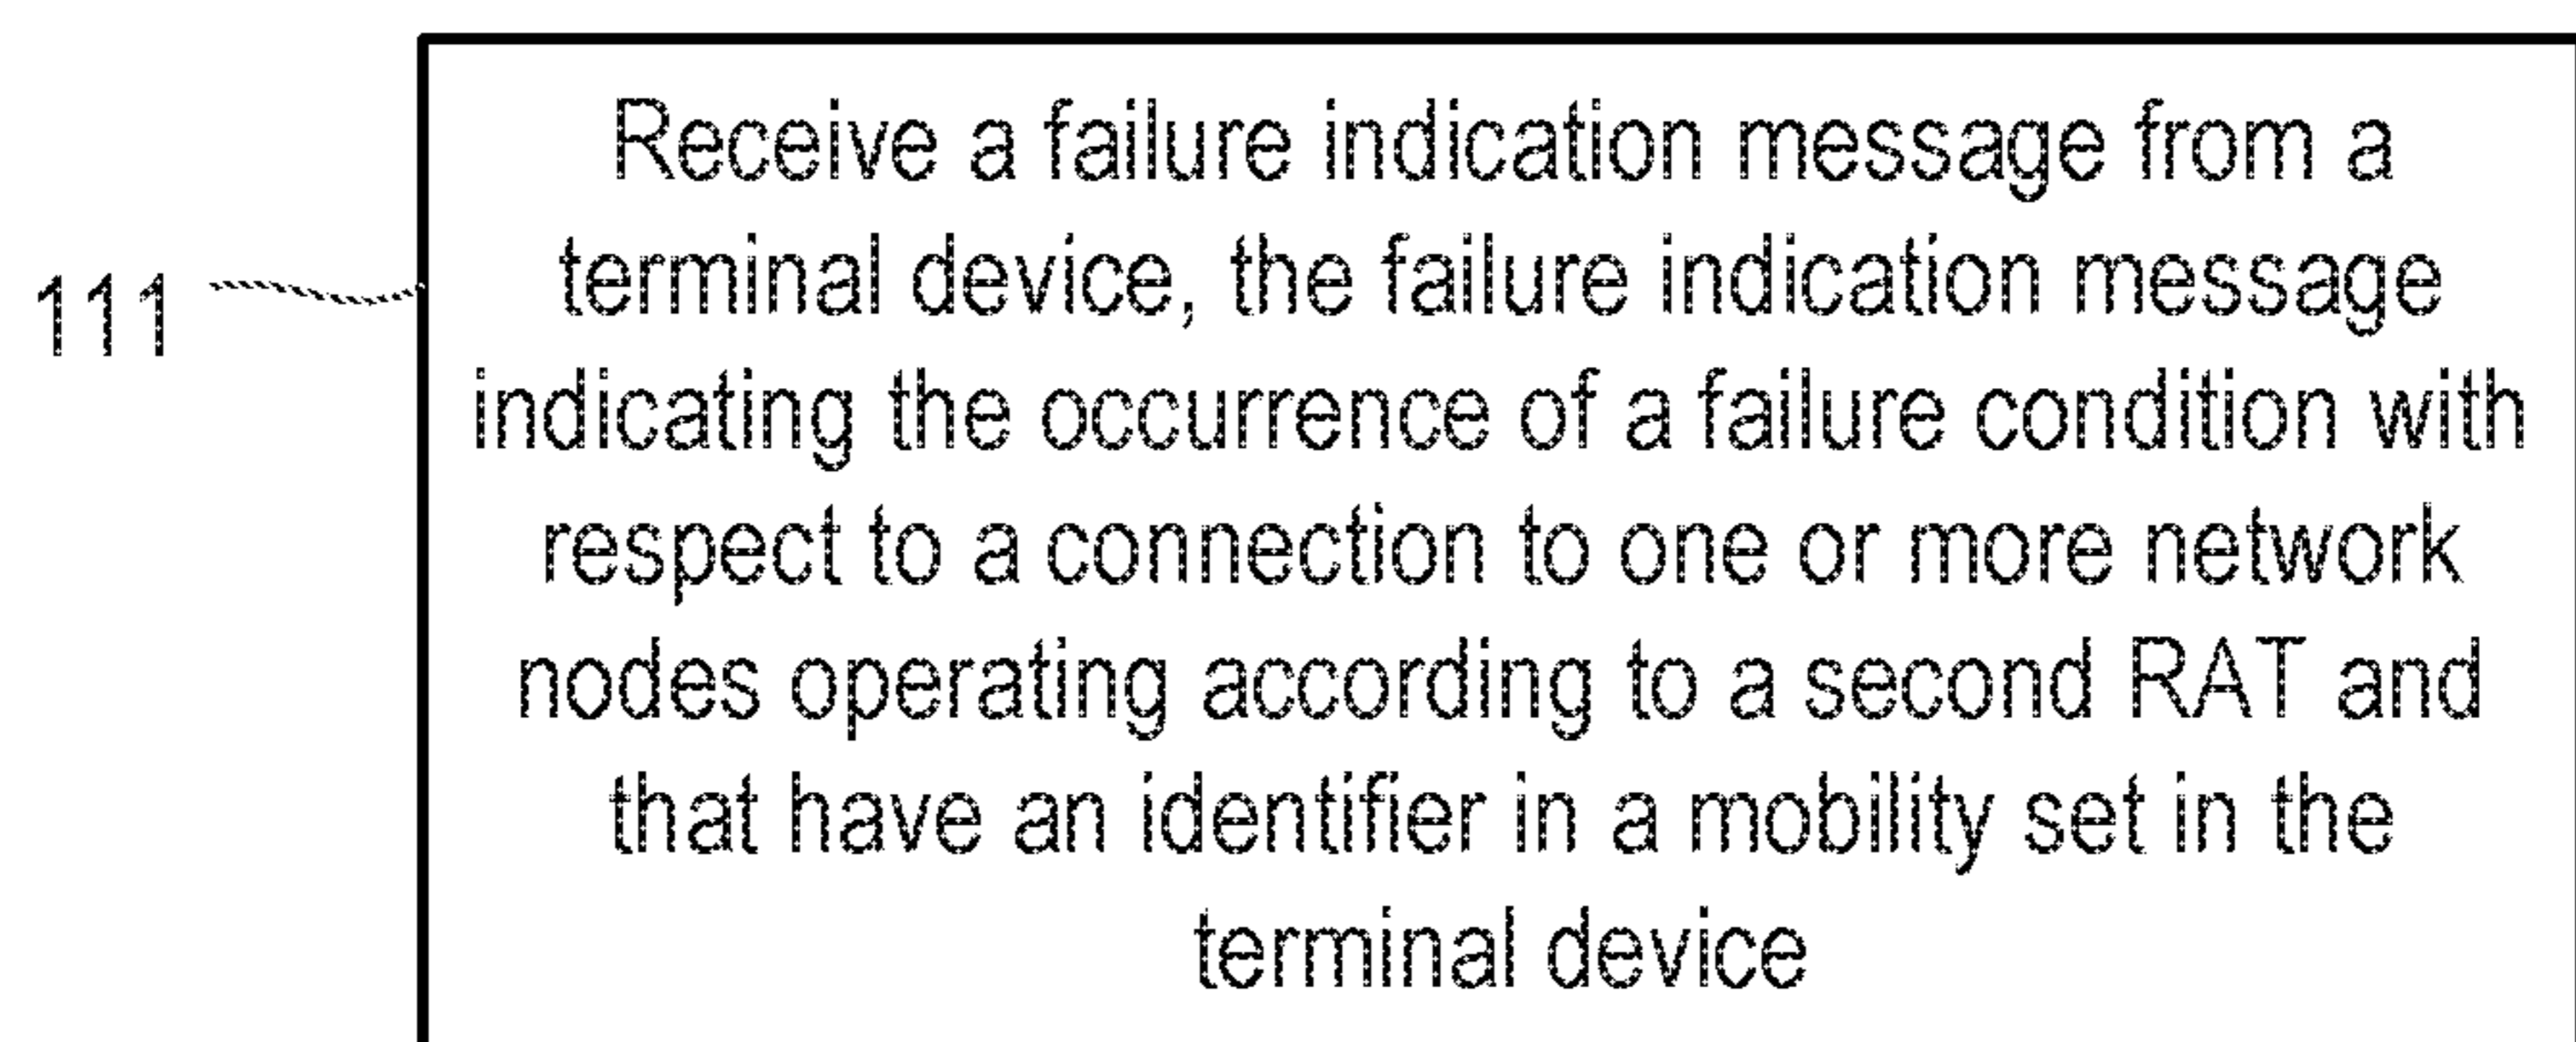 Receive a failure indication message from a
terminal device, the failure indication message
111
indicating the occurrence of a failure condition with
respect to a connection to one or more network
nodes operating according to a second RAT and
that have an identifier in a mobility set in the
terminal device